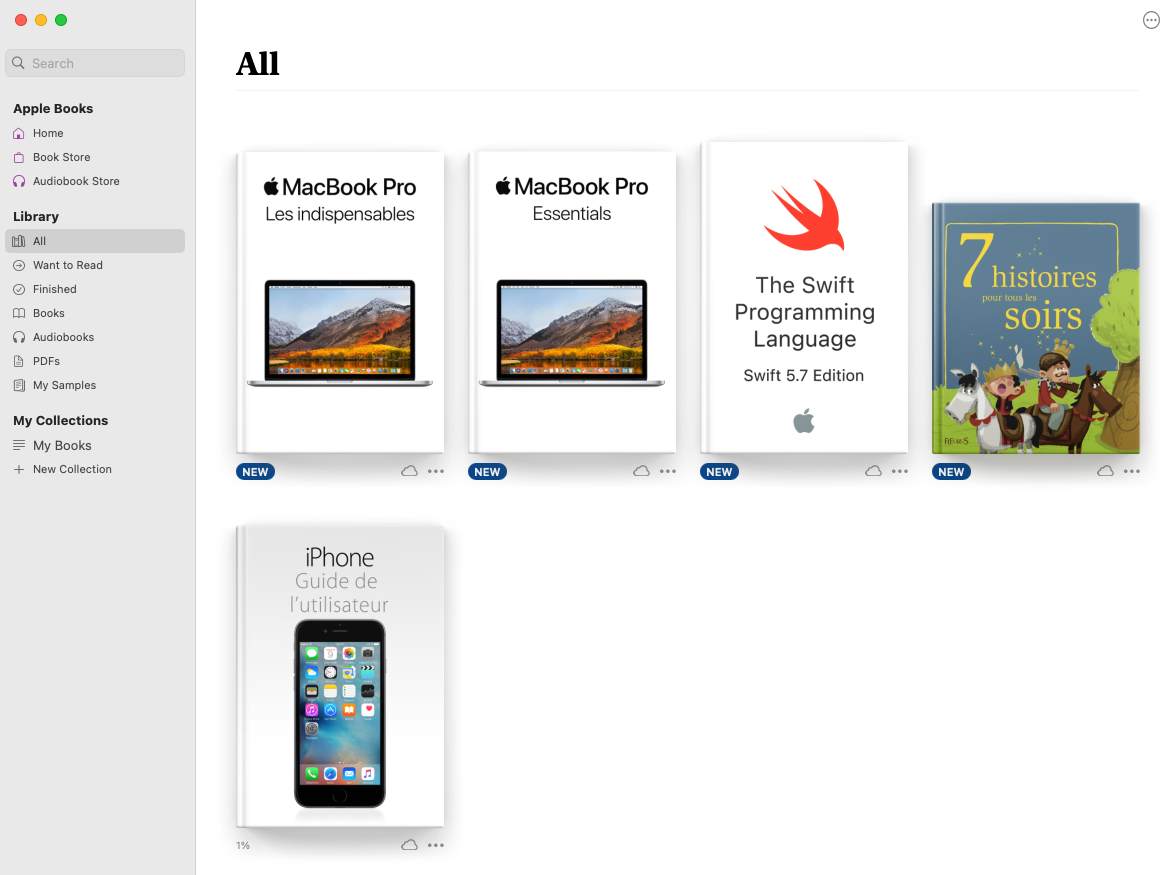 Search
Apple Books
Home
Book Store
Audiobook Store
Library
All
Want to Read
Finished
Books
Audiobooks
PDFs
My Samples
My Collections
My Books
New Collection
All
MacBook Pro
Les indispensables
NEW
MacBook Pro
Essentials
NEW
The Swift
Programming
Language
Swift 5.7 Edition
NEW
7 histoires
pour tous les
soirs
NEW
iPhone
Guide de
l'utilisateur
1%